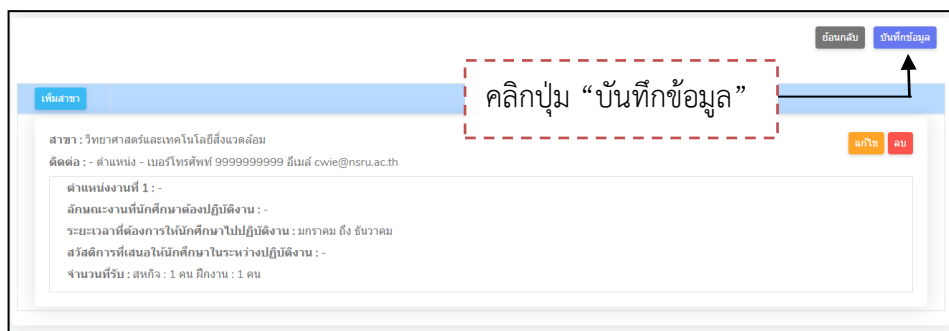 ย้อนกลับ บันทึกข้อมูล
คลิกปุ่ม “บันทึกข้อมูล”
เพิ่มสาขา
สาขา : วิทยาศาสตร์และเทคโนโลยีสิ่งแวดล้อม
แก้ไข ลบ
ติดต่อ : - ตำแหน่ง - เบอร์โทรศัพท์ 9999999999 อีเมล์ cwie@nsru.ac.th
ตำแหน่งงานที่ 1 : -
ลักษณะงานที่นักศึกษาต้องปฏิบัติงาน : -
ระยะเวลาที่ต้องการให้นักศึกษาไปปฏิบัติงาน : มกราคม ถึง ธันวาคม
สวัสดิการที่เสนอให้นักศึกษาในระหว่างปฏิบัติงาน : -
จำนวนที่รับ : สหกิจ : 1 คน ฝึกงาน : 1 คน